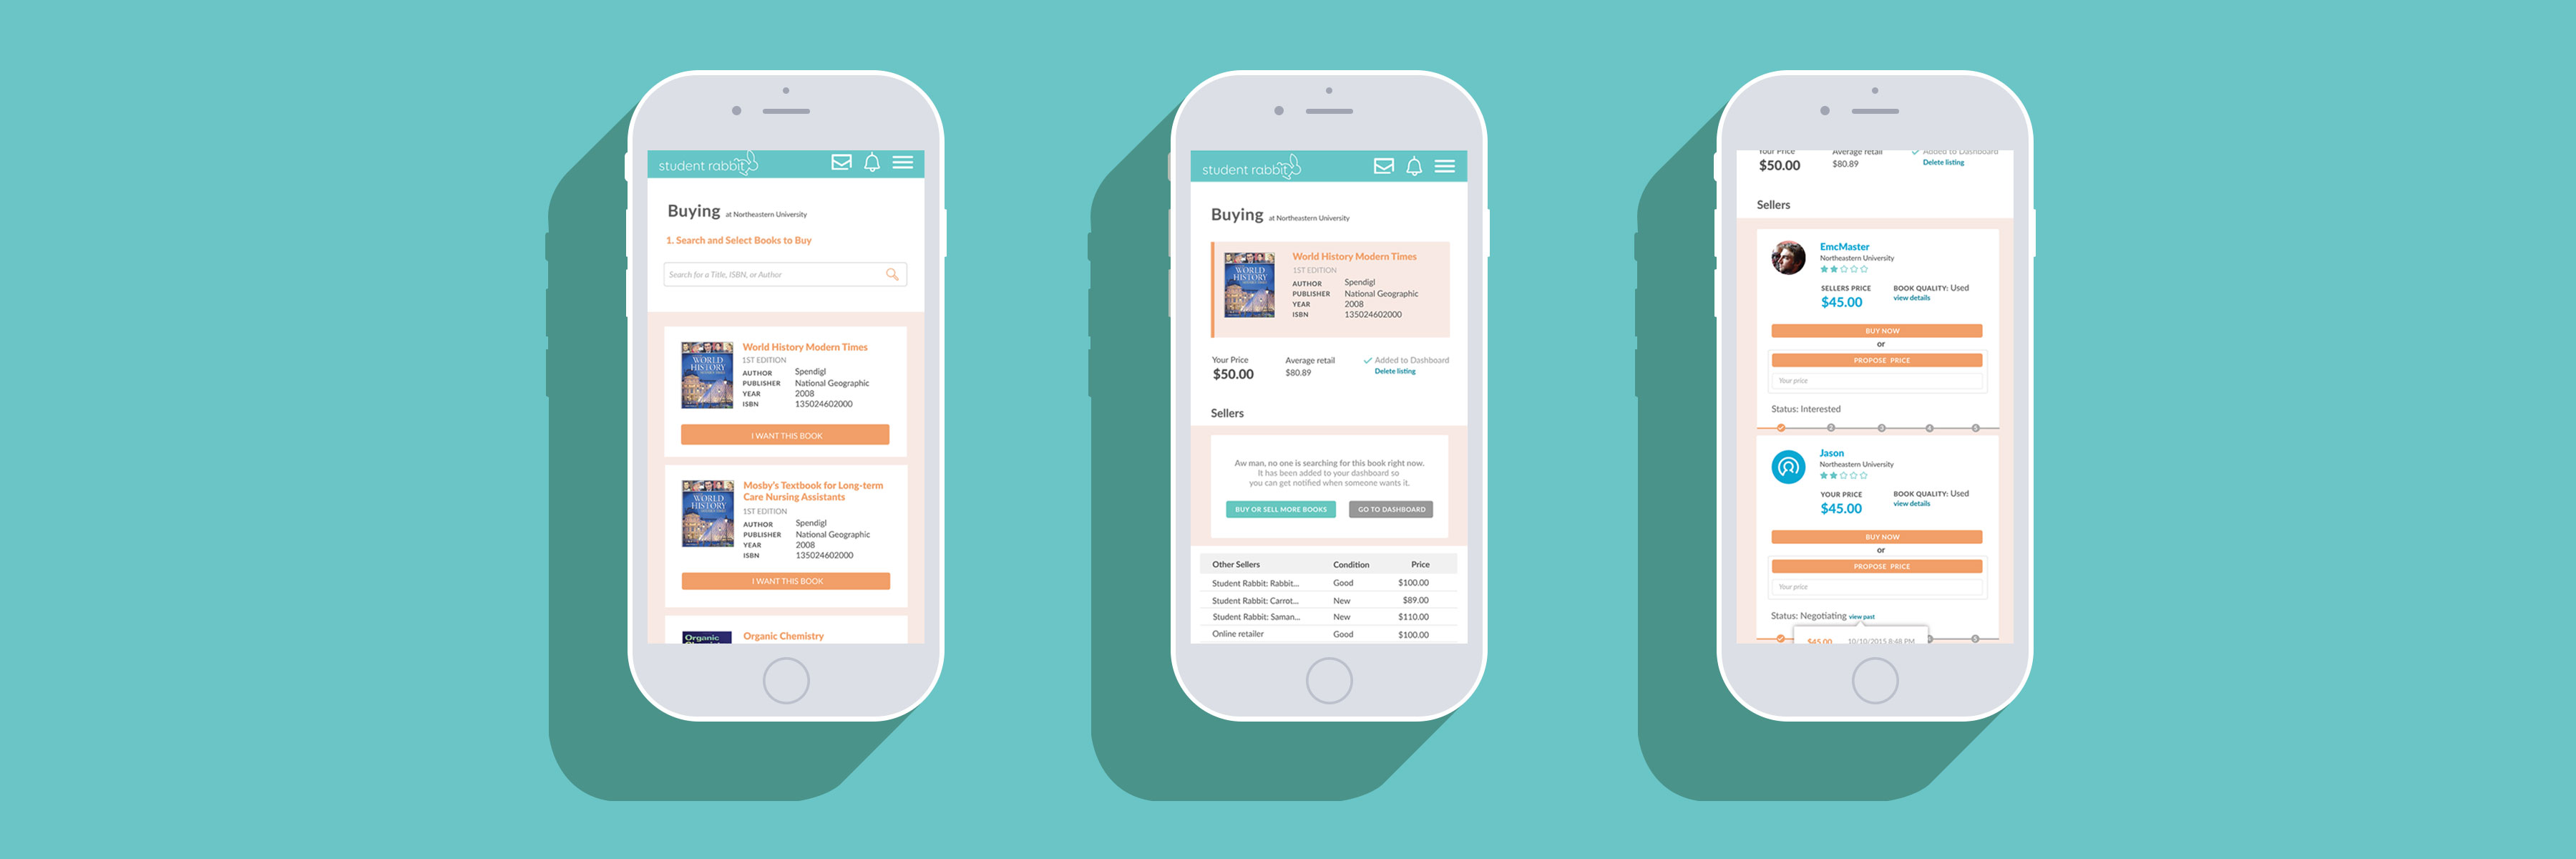 student rabbit
Buying at Northeastern University
1. Search and Select Books to Buy
Search for a Title, ISBN, or Author
WORLD
HISTORY
World History Modern Times
1ST EDITION
AUTHOR Spendigl
PUBLISHER National Geographic
YEAR 2008
ISBN 135024602000
I WANT THIS BOOK
WORLD
HISTORY
Mosby's Textbook for Long-term
Care Nursing Assistants
1ST EDITION
AUTHOR Spendigl
PUBLISHER National Geographic
YEAR 2008
ISBN 135024602000
I WANT THIS BOOK
Organic
Organic Chemistry
student rabbit
Buying at Northeastern University
WORLD
HISTORY
World History Modern Times
1ST EDITION
AUTHOR Spendigl
PUBLISHER National Geographic
YEAR 2008
ISBN 135024602000
Your Price Average retail Added to Dashboard
$50.00 $80.89 Delete listing
Sellers
Aw man, no one is searching for this book right now.
It has been added to your dashboard so
you can get notified when someone wants it.
BUY OR SELL MORE BOOKS GO TO DASHBOARD
Other Sellers Condition Price
Student Rabbit: Rabbit... Good $100.00
Student Rabbit: Carrot... New $89.00
Student Rabbit: Saman... New $110.00
Online retailer Good $100.00
Your Price Average retail Added to Dashboard
$50.00 $80.89 Delete listing
Sellers
EmcMaster
Northeastern University
SELLERS PRICE BOOK QUALITY: Used
$45.00 view details
BUY NOW
or
PROPOSE PRICE
Your price
Status: Interested
2 3 4 5
Jason
Northeastern University
YOUR PRICE BOOK QUALITY: Used
$45.00 view details
BUY NOW
or
PROPOSE PRICE
Your price
Status: Negotiating view past
$45.00 10/10/2015 8:48 PM
5